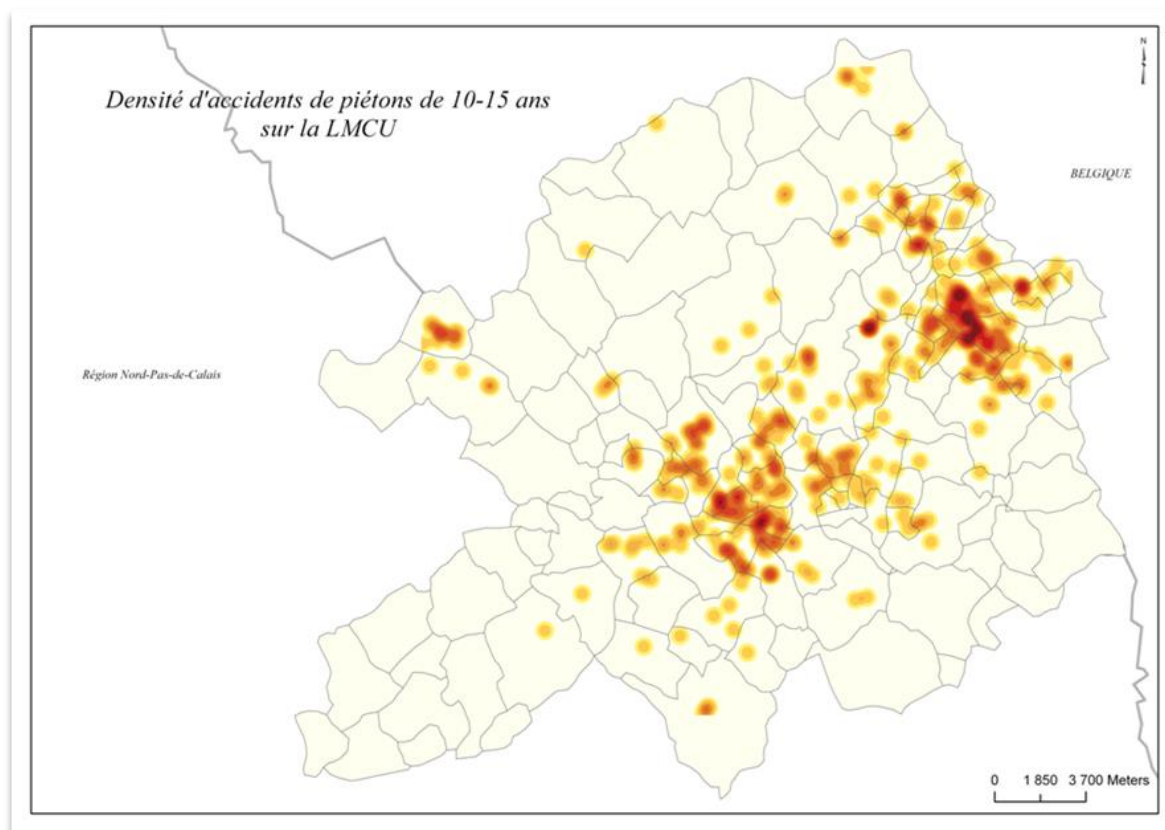 N
Densité d'accidents de piétons de 10-15 ans
sur la LMCU
BELGIQUE
Région Nord-Pas-de-Calais
0 1 850 3 700 Meters